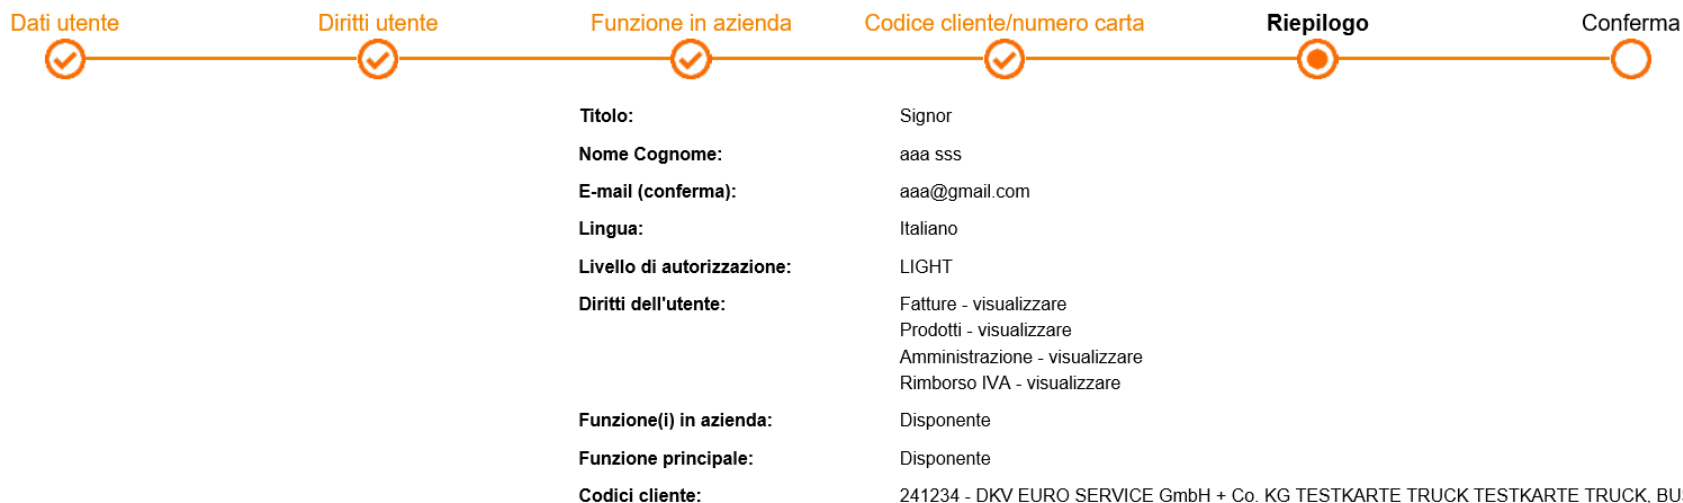 Dati utente Diritti utente Funzione in azienda Codice cliente/numero carta Riepilogo Conferma
Titolo: Signor
Nome Cognome: aaa sss
E-mail (conferma): aaa@gmail.com
Lingua: Italiano
Livello di autorizzazione: LIGHT
Diritti dell'utente: Fatture - visualizzare
Prodotti - visualizzare
Amministrazione - visualizzare
Rimborso IVA - visualizzare
Funzione(i) in azienda: Disponente
Funzione principale: Disponente
Codici cliente: 241234 - DKV EURO SERVICE GmbH + Co. KG TESTKARTE TRUCK TESTKARTE TRUCK,